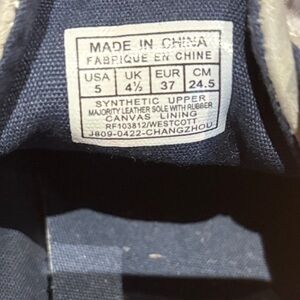 MADE IN CHINA
FABRIQUE EN CHINE
USA UK EUR CM
5 4½ 37 24.5
SYNTHETIC UPPER
MAJORITY LEATHER SOLE WITH RUBBER
CANVAS LINING
RF103812/WESTCOTT
JB09-0422-CHANGZHOU